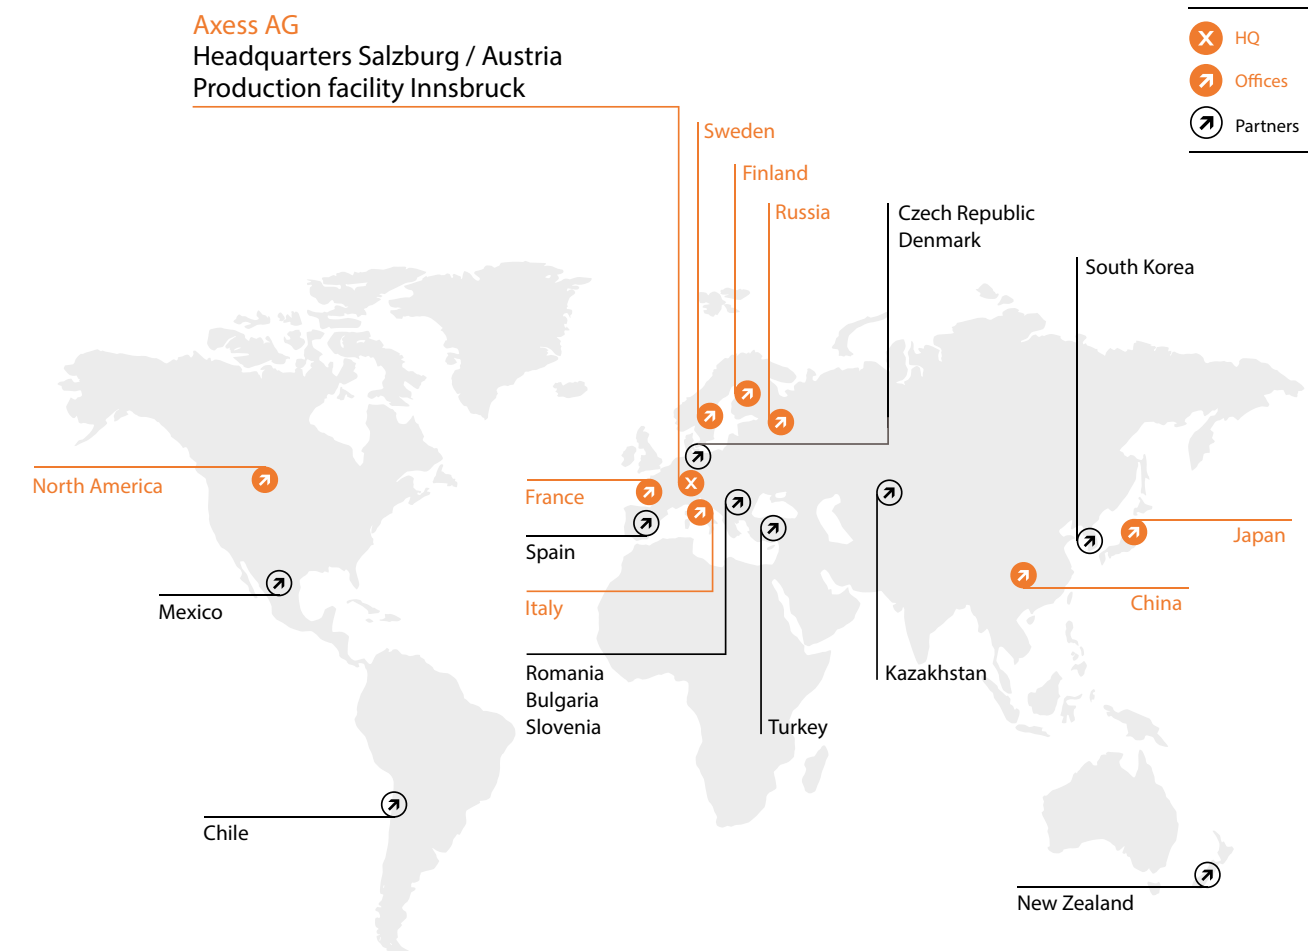 Axess AG
Headquarters Salzburg / Austria
Production facility Innsbruck
X HQ
Offices
Partners
Sweden
Finland
Russia
Czech Republic
Denmark
South Korea
North America
X
France
Spain
Japan
China
Mexico
Italy
Romania
Bulgaria
Slovenia
Kazakhstan
Turkey
Chile
New Zealand